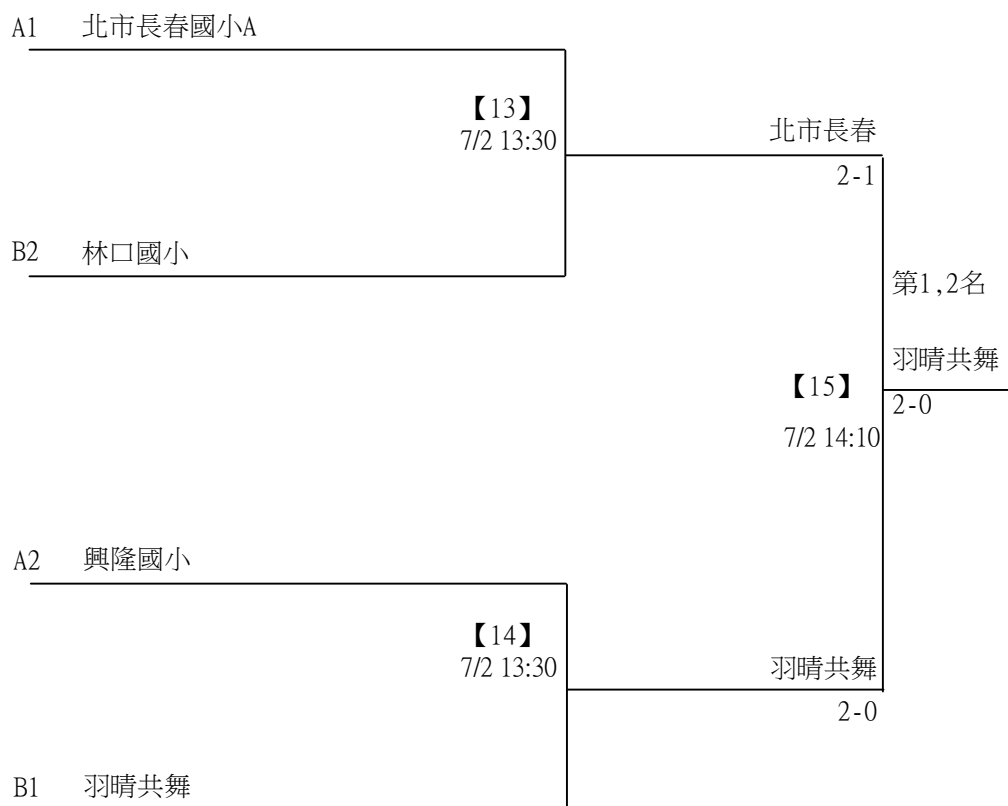 A1 北市長春國小A
【13】
7/2 13:30
北市長春
2-1
B2 林口國小
第1,2名
羽晴共舞
【15】
2-0
7/2 14:10
A2 興隆國小
【14】
7/2 13:30
羽晴共舞
2-0
B1 羽晴共舞